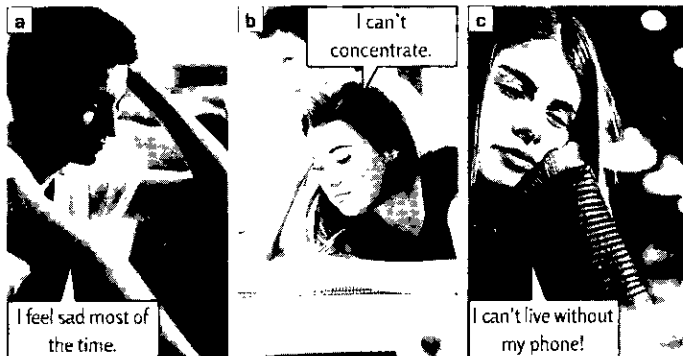 a
b
I can't
concentrate.
c
I feel sad most of
the time.
I can't live without
my phone!